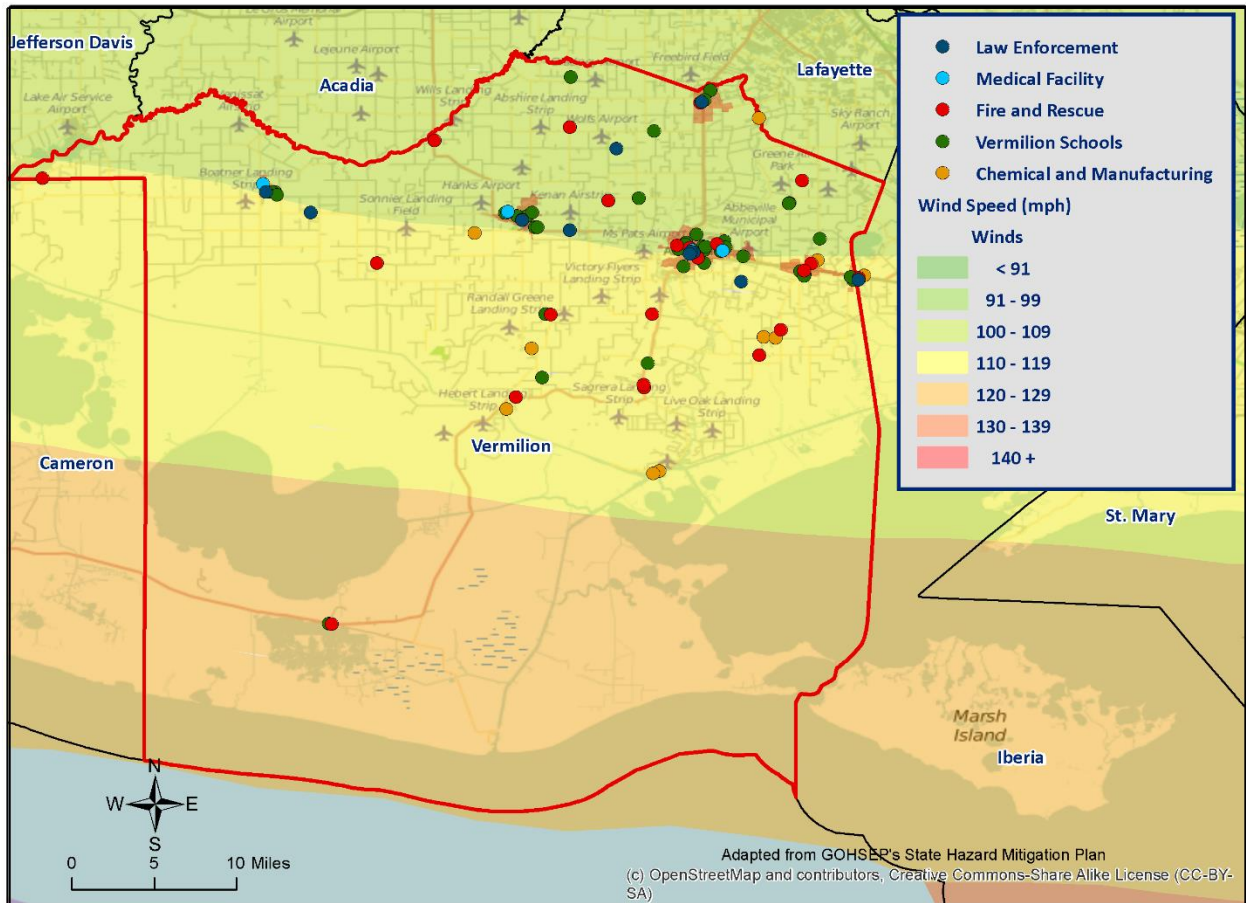 Airport
Jefferson Davis
Lejeune Airport
Freebird Field
Acadia
Lafayette
Lake Air Service
Airport
Wills Landing
Strip
Abshire Landing
Strip
Wolfs Airport
Sky Ranch
Airport
Boatner Landing
Strip
Hanks Airport
Kenan Airstrip
Park
Sonnier Landing
Field
Abbeville
Municipal
Airport
Ms Pats Airport
Victory Flyers
Landing Strip
Randall Greene
Landing Strip
Hebert Landing
Strip
Sagrera Landing
Strip
Live Oak Landing
Strip
Vermilion
Cameron
St. Mary
Marsh
Island
Iberia
Law Enforcement
Medical Facility
Fire and Rescue
Vermilion Schools
Chemical and Manufacturing
Wind Speed (mph)
Winds
< 91
91 - 99
100 - 109
110 - 119
120 - 129
130 - 139
140 +
N
W E
S
0 5 10 Miles
Adapted from GOHSEP's State Hazard Mitigation Plan
(c) OpenStreetMap and contributors, Creative Commons-Share Alike License (CC-BY-
SA)